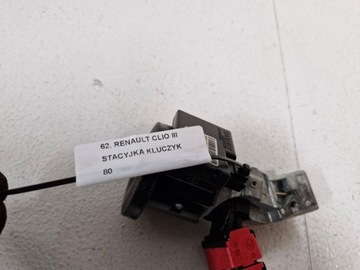 62. RENAULT CLIO III
STACYJKA KLUCZYK
80